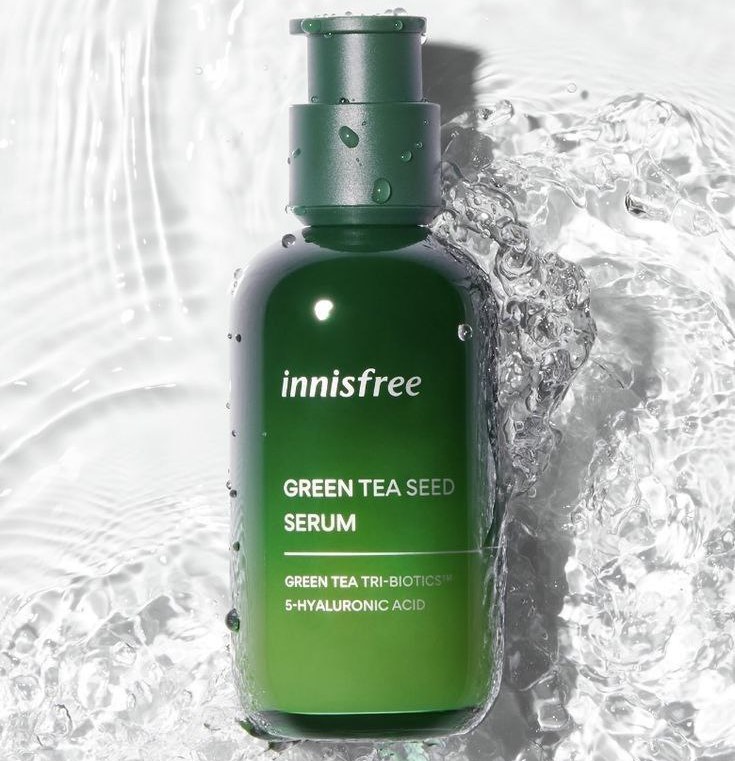 innisfree
GREEN TEA SEED
SERUM
GREEN TEA TRI-BIOTICS™
5-HYALURONIC ACID